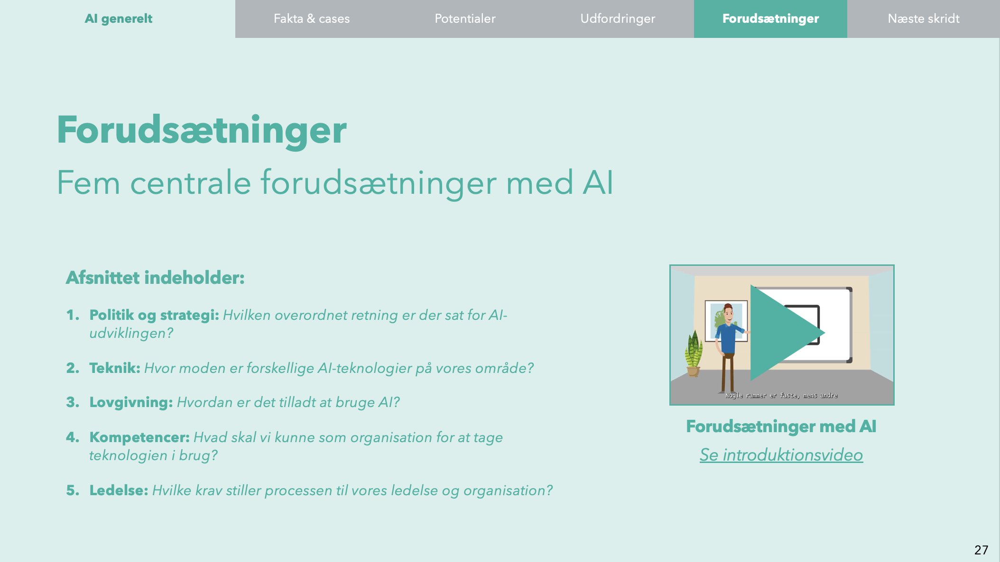 AI generelt
Fakta & cases
Potentialer
Udfordringer
Forudsætninger
Næste skridt
Forudsætninger
Fem centrale forudsætninger med AI
Afsnittet indeholder:
1. Politik og strategi: Hvilken overordnet retning er der sat for AI-
udviklingen?
2. Teknik: Hvor moden er forskellige AI-teknologier på vores område?
3. Lovgivning: Hvordan er det tilladt at bruge AI?
4. Kompetencer: Hvad skal vi kunne som organisation for at tage
teknologien i brug?
5. Ledelse: Hvilke krav stiller processen til vores ledelse og organisation?
Nogle rammer er faste, mens andre
Forudsætninger med AI
Se introduktionsvideo
27